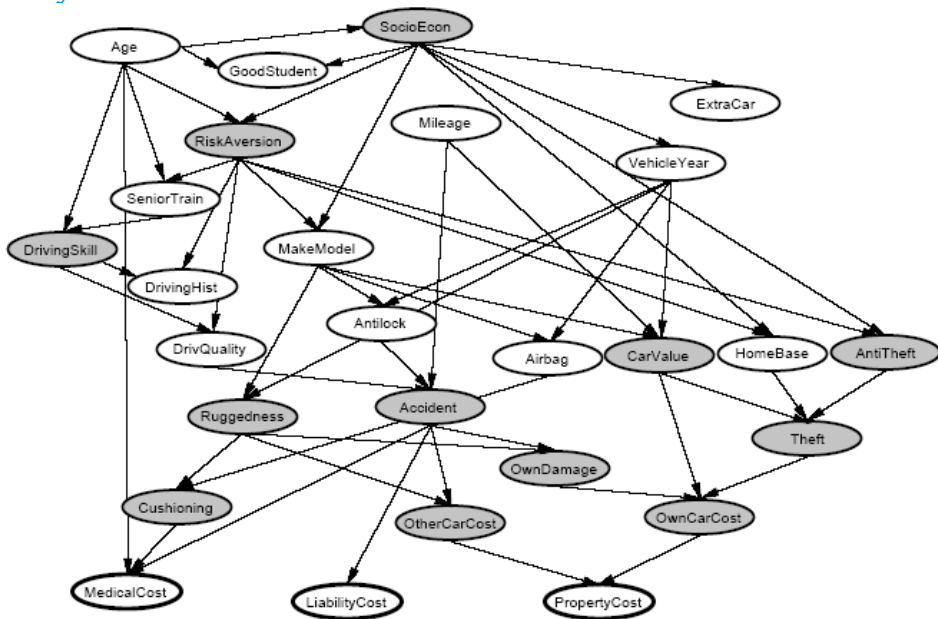 SocioEcon
Age
GoodStudent
ExtraCar
Mileage
RiskAversion
VehicleYear
SeniorTrain
DrivingSkill
MakeModel
DrivingHist
Antilock
DrivQuality
Airbag
CarValue
HomeBase
AntiTheft
Ruggedness
Accident
Theft
OwnDamage
Cushioning
OtherCarCost
OwnCarCost
MedicalCost
LiabilityCost
PropertyCost